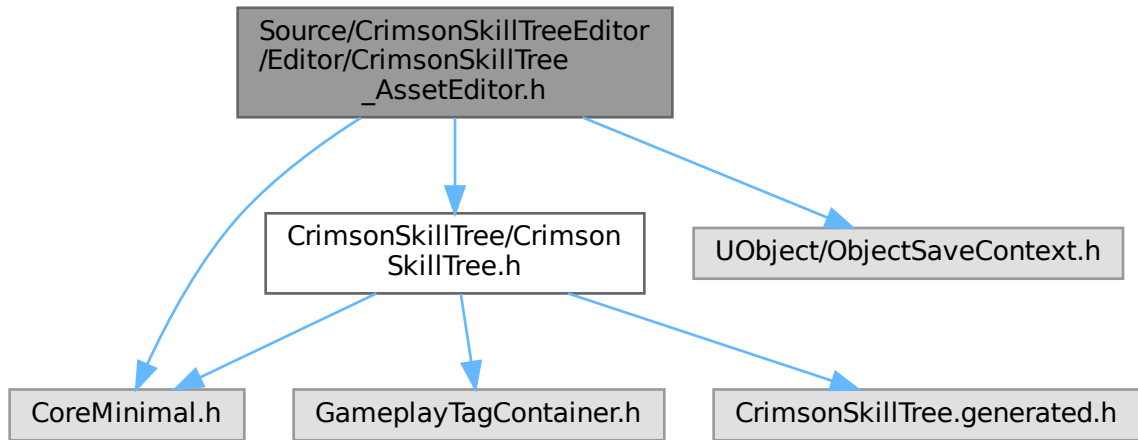 Source/CrimsonSkillTreeEditor
/Editor/CrimsonSkillTree
_AssetEditor.h
CrimsonSkillTree/Crimson
SkillTree.h
UObject/ObjectSaveContext.h
CoreMinimal.h
GameplayTagContainer.h
CrimsonSkillTree.generated.h